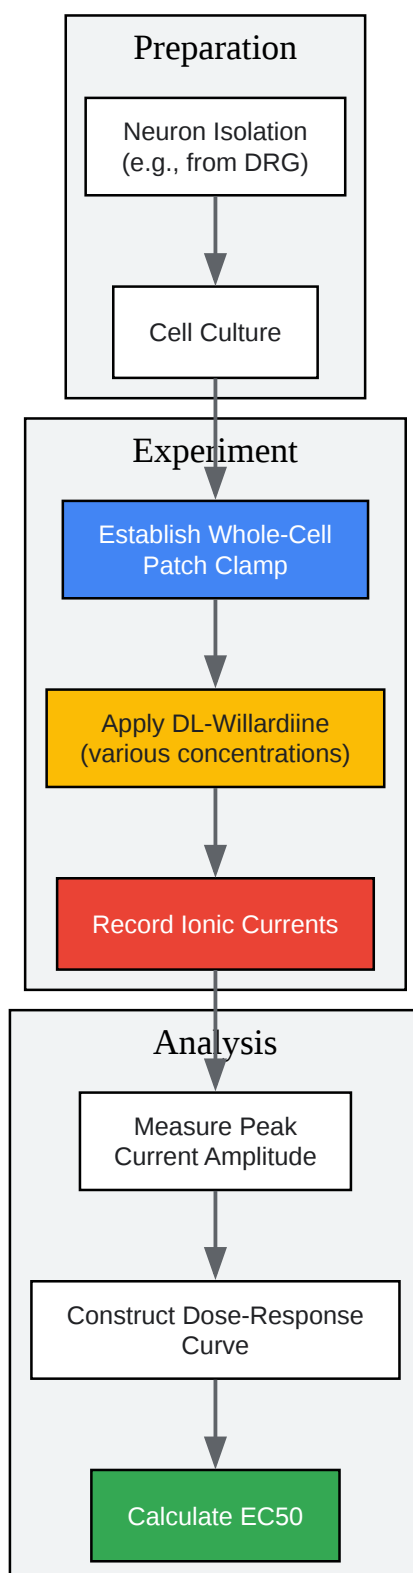 Preparation
Neuron Isolation
(e.g., from DRG)
Cell Culture
Experiment
Establish Whole-Cell
Patch Clamp
Apply DL-Willardiine
(various concentrations)
Record Ionic Currents
Analysis
Measure Peak
Current Amplitude
Construct Dose-Response
Curve
Calculate EC50